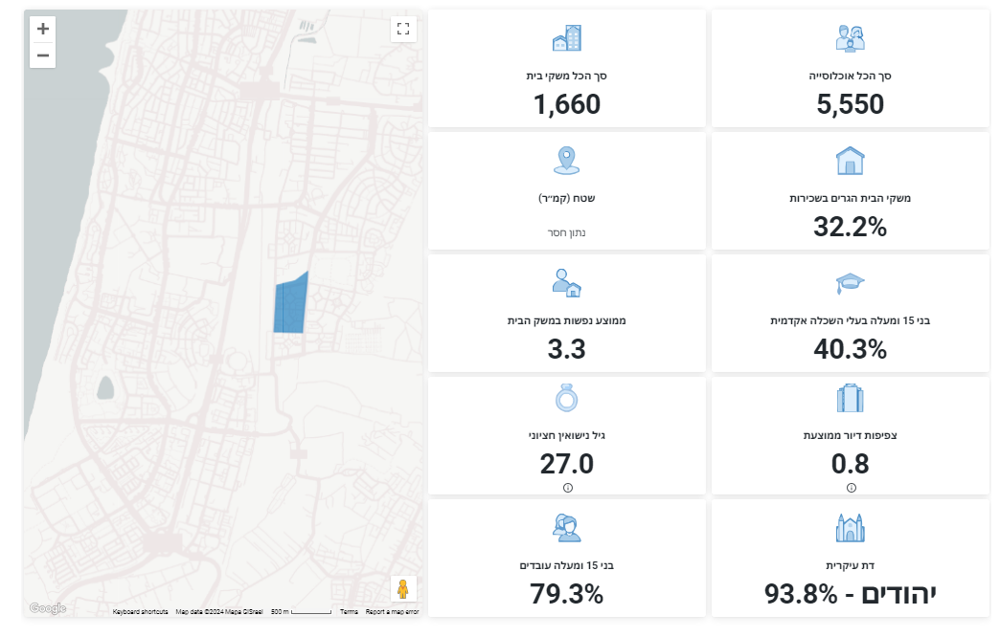 סך הכל אוכלוסייה
5,550
סך הכל משקי בית
1,660
משקי הבית הגרים בשכירות
32.2%
שטח (קמ״ר)
נתון חסר
בני 15 ומעלה בעלי השכלה אקדמית
40.3%
ממוצע נפשות במשק הבית
3.3
צפיפות דיור ממוצעת
0.8
גיל נישואין חציוני
27.0
דת עיקרית
יהודים - 93.8%
בני 15 ומעלה עובדים
79.3%
Google
Keyboard shortcuts Map data ©2024 Mapa GISrael 500 m Terms Report a map error